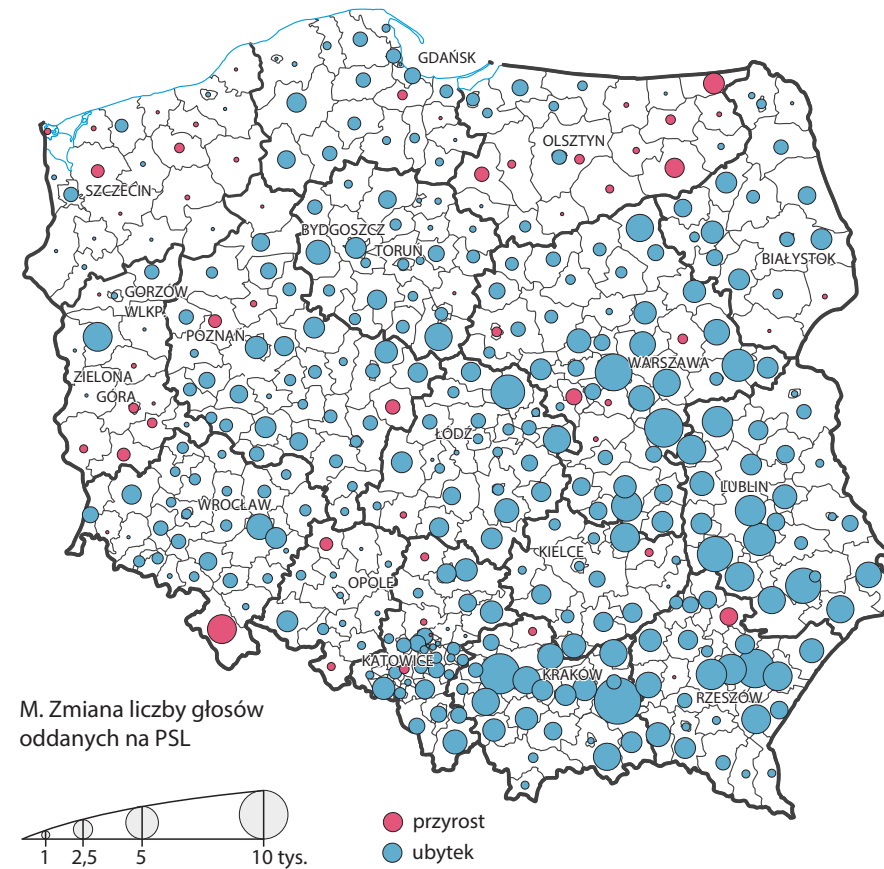 GDAŃSK
OLSZTYN
SZCZECIN
BYDGOSZCZ
TORUŃ
BIAŁYSTOK
GORZÓW
WLKP.
POZNAŃ
WARSZAWA
ZIELONA
GÓRA
ŁÓDŹ
LUBLIN
WROCŁAW
KIELCE
OPOLE
KATOWICE
KRAKÓW
RZESZÓW
M. Zmiana liczby głosów
oddanych na PSL
przyrost
1 2,5 5 10 tys.
ubytek